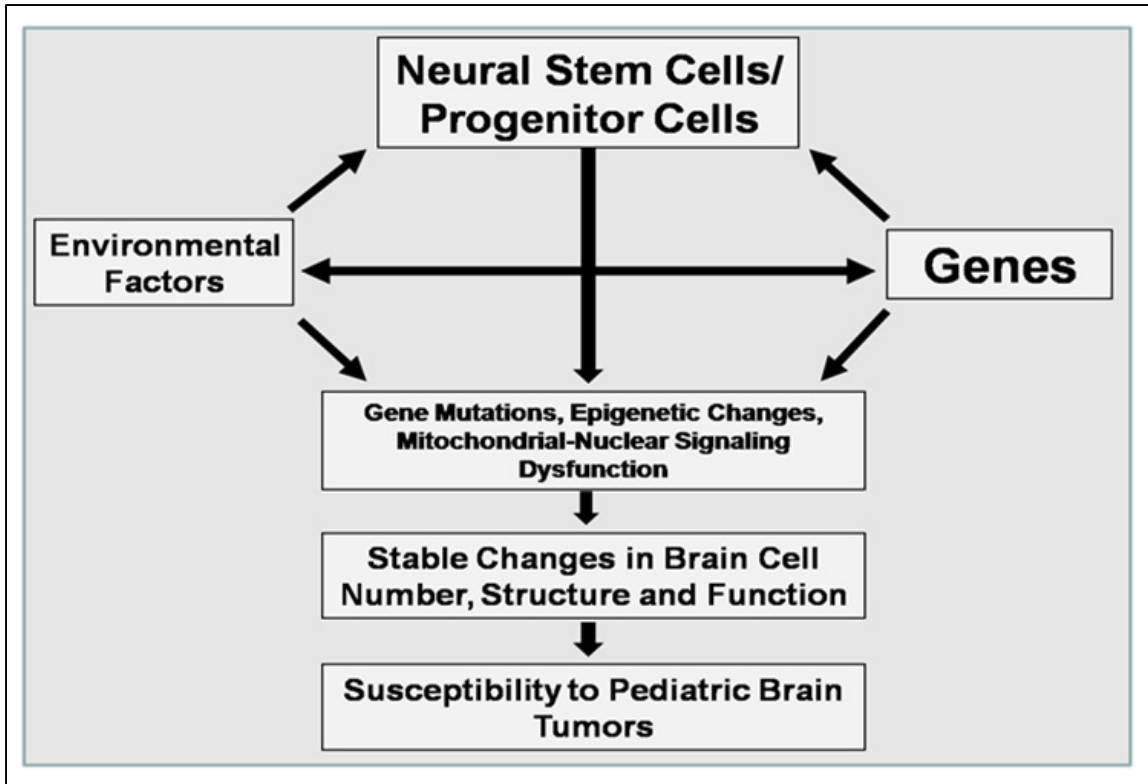 Neural Stem Cells/
Progenitor Cells
Environmental
Factors
Genes
Gene Mutations, Epigenetic Changes,
Mitochondrial-Nuclear Signaling
Dysfunction
Stable Changes in Brain Cell
Number, Structure and Function
Susceptibility to Pediatric Brain
Tumors